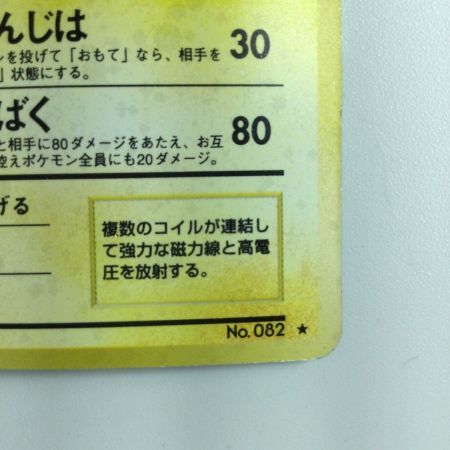 んじは
ンを投げて「おもて」なら、相手を
」状態にする。
30
ばく
と相手に80ダメージをあたえ、お互
控えポケモン全員にも20ダメージ。
80
げる
複数のコイルが連結し
て強力な磁力線と高電
圧を放射する。
No. 082 ★